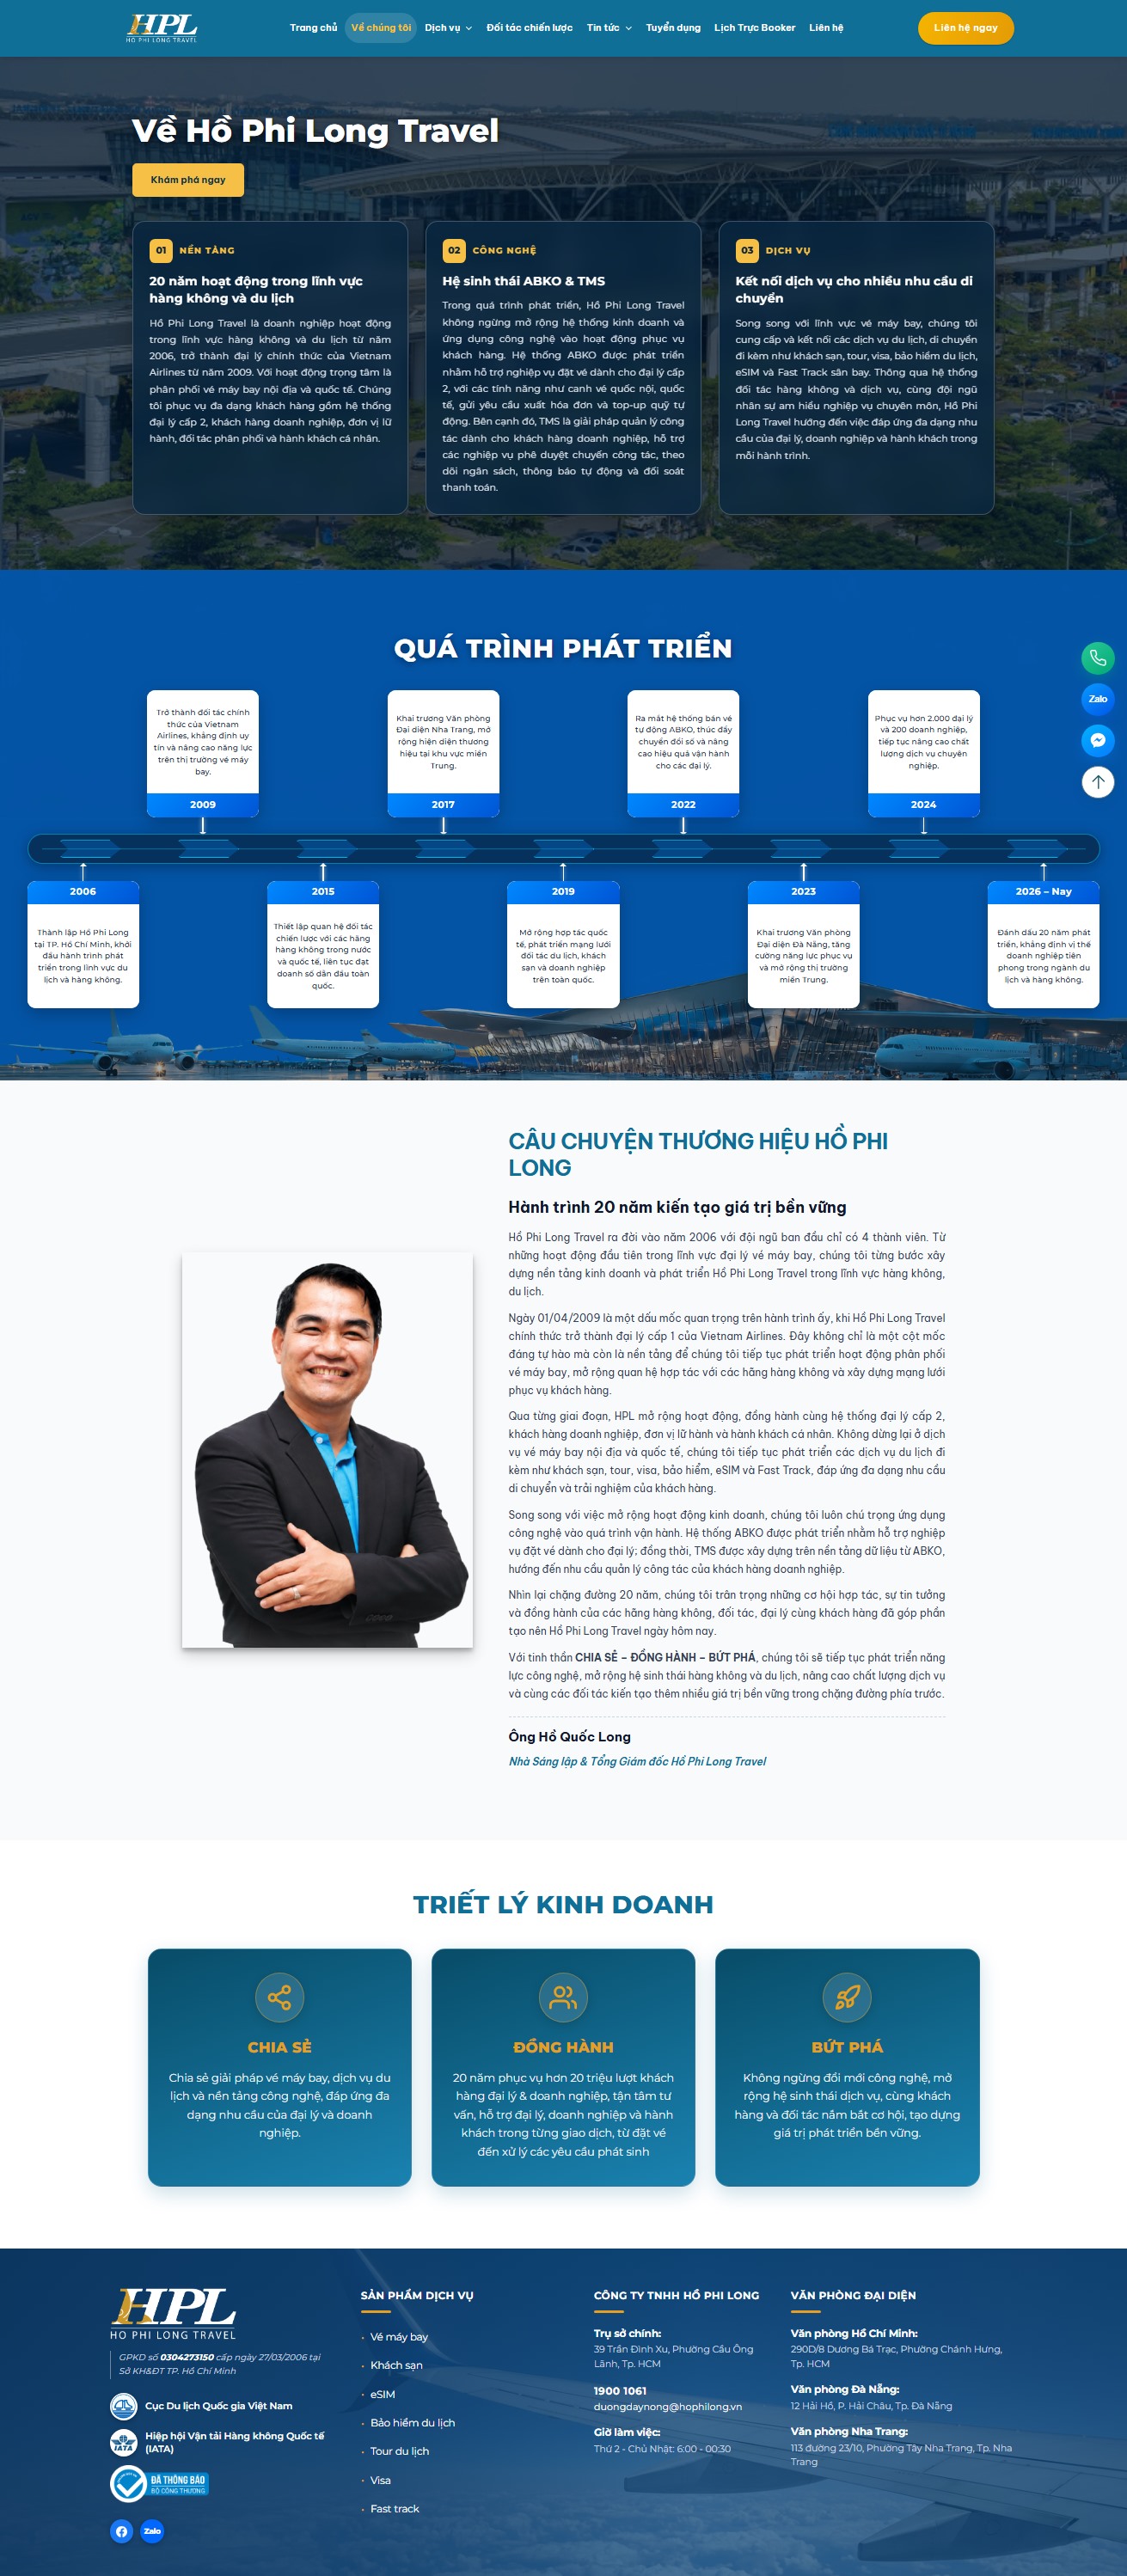 HPL
HO PHI LONG TRAVEL
Trang chủ
Về chúng tôi
Dịch vụ
Đối tác chiến lược
Tin tức
Tuyển dụng
Lịch Trực Booker
Liên hệ
Liên hệ ngay
Về Hồ Phi Long Travel
Khám phá ngay
01 NỀN TẢNG
20 năm hoạt động trong lĩnh vực
hàng không và du lịch
Hồ Phi Long Travel là doanh nghiệp hoạt động
trong lĩnh vực hàng không và du lịch từ năm
2006, trở thành đại lý chính thức của Vietnam
Airlines từ năm 2009. Với hoạt động trọng tâm là
phân phối vé máy bay nội địa và quốc tế. Chúng
tôi phục vụ đa dạng khách hàng gồm hệ thống
đại lý cấp 2, khách hàng doanh nghiệp, đơn vị lữ
hành, đối tác phân phối và hành khách cá nhân.
02 CÔNG NGHỆ
Hệ sinh thái ABKO & TMS
Trong quá trình phát triển, Hồ Phi Long Travel
không ngừng mở rộng hệ thống kinh doanh và
ứng dụng công nghệ vào hoạt động phục vụ
khách hàng. Hệ thống ABKO được phát triển
nhằm hỗ trợ nghiệp vụ đặt vé dành cho đại lý cấp
2, với các tính năng như canh vé quốc nội, quốc
tế, gửi yêu cầu xuất hóa đơn và top-up quỹ tự
động. Bên cạnh đó, TMS là giải pháp quản lý công
tác dành cho khách hàng doanh nghiệp, hỗ trợ
các nghiệp vụ phê duyệt chuyến công tác, theo
dõi ngân sách, thông báo tự động và đối soát
thanh toán.
03 DỊCH VỤ
Kết nối dịch vụ cho nhiều nhu cầu di
chuyển
Song song với lĩnh vực vé máy bay, chúng tôi
cung cấp và kết nối các dịch vụ du lịch, di chuyển
đi kèm như khách sạn, tour, visa, bảo hiểm du lịch,
eSIM và Fast Track sân bay. Thông qua hệ thống
đối tác hàng không và dịch vụ, cùng đội ngũ
nhân sự am hiểu nghiệp vụ chuyên môn, Hồ Phi
Long Travel hướng đến việc đáp ứng đa dạng nhu
cầu của đại lý, doanh nghiệp và hành khách trong
mỗi hành trình.
QUÁ TRÌNH PHÁT TRIỂN
Trở thành đối tác chính
thức của Vietnam
Airlines, khẳng định uy
tín và nâng cao năng lực
trên thị trường vé máy
bay.
2009
Khai trương Văn phòng
Đại diện Nha Trang, mở
rộng hiện diện thương
hiệu tại khu vực miền
Trung.
2017
Ra mắt hệ thống bán vé
tự động ABKO, thúc đẩy
chuyển đổi số và nâng
cao hiệu quả vận hành
cho các đại lý.
2022
Phục vụ hơn 2.000 đại lý
và 200 doanh nghiệp,
tiếp tục nâng cao chất
lượng dịch vụ chuyên
nghiệp.
2024
Zalo
2006
Thành lập Hồ Phi Long
tại TP. Hồ Chí Minh, khởi
đầu hành trình phát
triển trong lĩnh vực du
lịch và hàng không.
2015
Thiết lập quan hệ đối tác
chiến lược với các hãng
hàng không trong nước
và quốc tế, liên tục đạt
doanh số dẫn đầu toàn
quốc.
2019
Mở rộng hợp tác quốc
tế, phát triển mạng lưới
đối tác du lịch, khách
sạn và doanh nghiệp
trên toàn quốc.
2023
Khai trương Văn phòng
Đại diện Đà Nẵng, tăng
cường năng lực phục vụ
và mở rộng thị trường
miền Trung.
2026 – Nay
Đánh dấu 20 năm phát
triển, khẳng định vị thế
doanh nghiệp tiên
phong trong ngành du
lịch và hàng không.
CÂU CHUYỆN THƯƠNG HIỆU HỒ PHI
LONG
Hành trình 20 năm kiến tạo giá trị bền vững
Hồ Phi Long Travel ra đời vào năm 2006 với đội ngũ ban đầu chỉ có 4 thành viên. Từ
những hoạt động đầu tiên trong lĩnh vực đại lý vé máy bay, chúng tôi từng bước xây
dựng nền tảng kinh doanh và phát triển Hồ Phi Long Travel trong lĩnh vực hàng không,
du lịch.
Ngày 01/04/2009 là một dấu mốc quan trọng trên hành trình ấy, khi Hồ Phi Long Travel
chính thức trở thành đại lý cấp 1 của Vietnam Airlines. Đây không chỉ là một cột mốc
đáng tự hào mà còn là nền tảng để chúng tôi tiếp tục phát triển hoạt động phân phối
vé máy bay, mở rộng quan hệ hợp tác với các hãng hàng không và xây dựng mạng lưới
phục vụ khách hàng.
Qua từng giai đoạn, HPL mở rộng hoạt động, đồng hành cùng hệ thống đại lý cấp 2,
khách hàng doanh nghiệp, đơn vị lữ hành và hành khách cá nhân. Không dừng lại ở dịch
vụ vé máy bay nội địa và quốc tế, chúng tôi tiếp tục phát triển các dịch vụ du lịch đi
kèm như khách sạn, tour, visa, bảo hiểm, eSIM và Fast Track, đáp ứng đa dạng nhu cầu
di chuyển và trải nghiệm của khách hàng.
Song song với việc mở rộng hoạt động kinh doanh, chúng tôi luôn chú trọng ứng dụng
công nghệ vào quá trình vận hành. Hệ thống ABKO được phát triển nhằm hỗ trợ nghiệp
vụ đặt vé dành cho đại lý; đồng thời, TMS được xây dựng trên nền tảng dữ liệu từ ABKO,
hướng đến nhu cầu quản lý công tác của khách hàng doanh nghiệp.
Nhìn lại chặng đường 20 năm, chúng tôi trân trọng những cơ hội hợp tác, sự tin tưởng
và đồng hành của các hãng hàng không, đối tác, đại lý cùng khách hàng đã góp phần
tạo nên Hồ Phi Long Travel ngày hôm nay.
Với tinh thần CHIA SẺ – ĐỒNG HÀNH – BỨT PHÁ, chúng tôi sẽ tiếp tục phát triển năng
lực công nghệ, mở rộng hệ sinh thái hàng không và du lịch, nâng cao chất lượng dịch vụ
và cùng các đối tác kiến tạo thêm nhiều giá trị bền vững trong chặng đường phía trước.
Ông Hồ Quốc Long
Nhà Sáng lập & Tổng Giám đốc Hồ Phi Long Travel
TRIẾT LÝ KINH DOANH
CHIA SẺ
Chia sẻ giải pháp vé máy bay, dịch vụ du
lịch và nền tảng công nghệ, đáp ứng đa
dạng nhu cầu của đại lý và doanh
nghiệp.
ĐỒNG HÀNH
20 năm phục vụ hơn 20 triệu lượt khách
hàng đại lý & doanh nghiệp, tận tâm tư
vấn, hỗ trợ đại lý, doanh nghiệp và hành
khách trong từng giao dịch, từ đặt vé
đến xử lý các yêu cầu phát sinh
BỨT PHÁ
Không ngừng đổi mới công nghệ, mở
rộng hệ sinh thái dịch vụ, cùng khách
hàng và đối tác nắm bắt cơ hội, tạo dựng
giá trị phát triển bền vững.
HPL
HO PHI LONG TRAVEL
GPKD số 0304273150 cấp ngày 27/03/2006 tại
Sở KH&ĐT TP. Hồ Chí Minh
Cục Du lịch Quốc gia Việt Nam
IATA
Hiệp hội Vận tải Hàng không Quốc tế
(IATA)
ĐÃ THÔNG BÁO
BỘ CÔNG THƯƠNG
Zalo
SẢN PHẨM DỊCH VỤ
Vé máy bay
Khách sạn
eSIM
Bảo hiểm du lịch
Tour du lịch
Visa
Fast track
CÔNG TY TNHH HỒ PHI LONG
Trụ sở chính:
39 Trần Đình Xu, Phường Cầu Ông
Lãnh, Tp. HCM
1900 1061
duongdaynong@hophilong.vn
Giờ làm việc:
Thứ 2 - Chủ Nhật: 6:00 - 00:30
VĂN PHÒNG ĐẠI DIỆN
Văn phòng Hồ Chí Minh:
290D/8 Dương Bá Trạc, Phường Chánh Hưng,
Tp. HCM
Văn phòng Đà Nẵng:
12 Hải Hồ, P. Hải Châu, Tp. Đà Nẵng
Văn phòng Nha Trang:
113 đường 23/10, Phường Tây Nha Trang, Tp. Nha
Trang